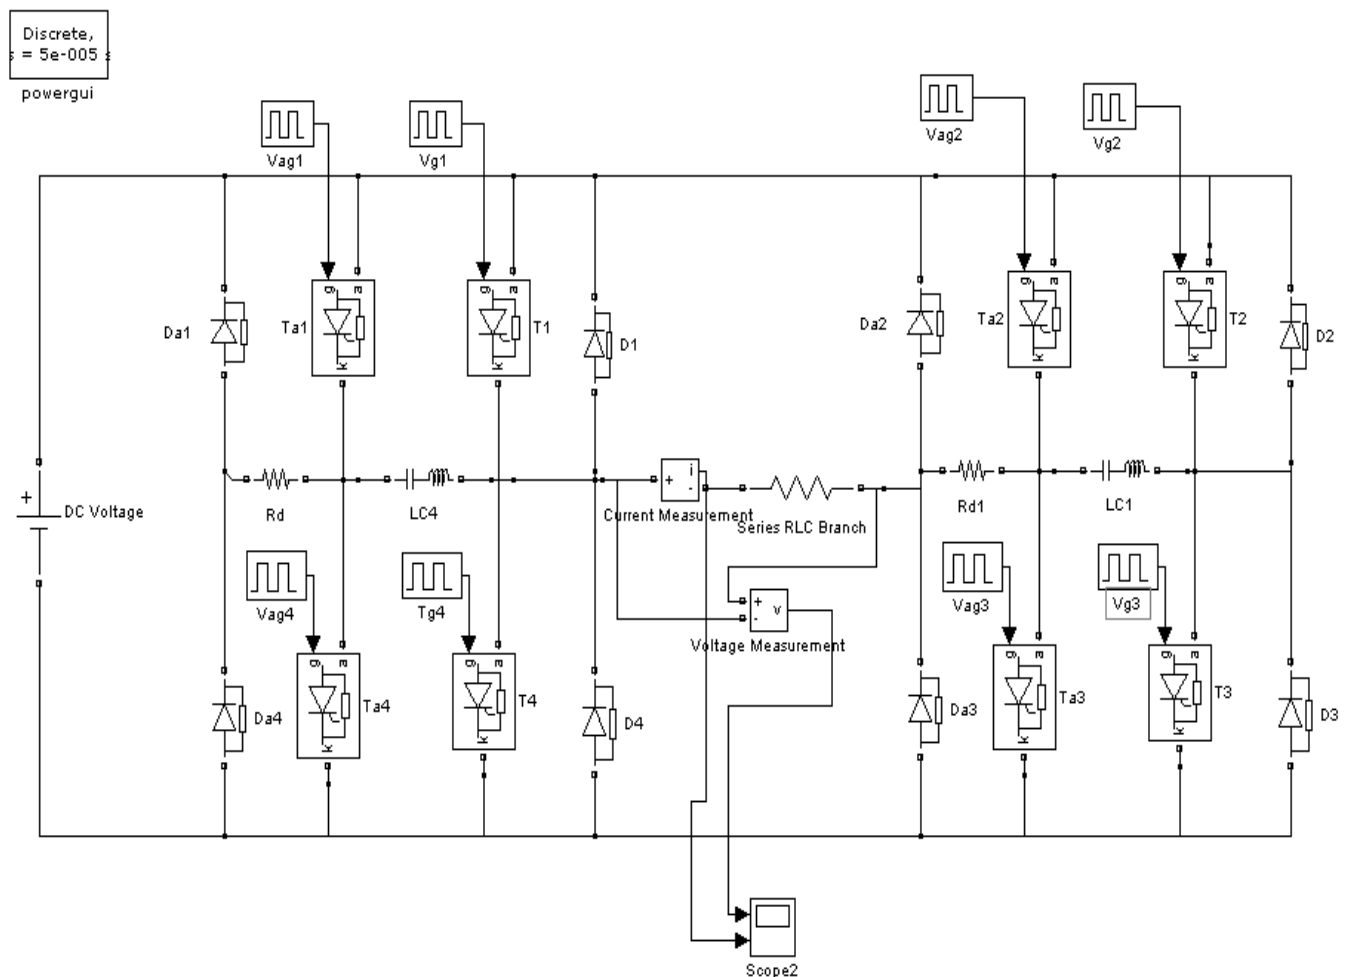 Discrete,
s = 5e-005 s
powergui
Vag1
Vg1
Vag2
Vg2
g
a
k
Da1
Ta1
g
a
k
T1
D1
Da2
g
a
k
Ta2
g
a
k
T2
D2
+
DC Voltage
Rd
LC4
+
i
-
Current Measurement
Series RLC Branch
Rd1
LC1
Vag4
Tg4
+
-
v
Voltage Measurement
Vag3
Vg3
Da4
g
a
k
Ta4
g
a
k
T4
D4
Da3
g
a
k
Ta3
g
a
k
T3
D3
Scope2